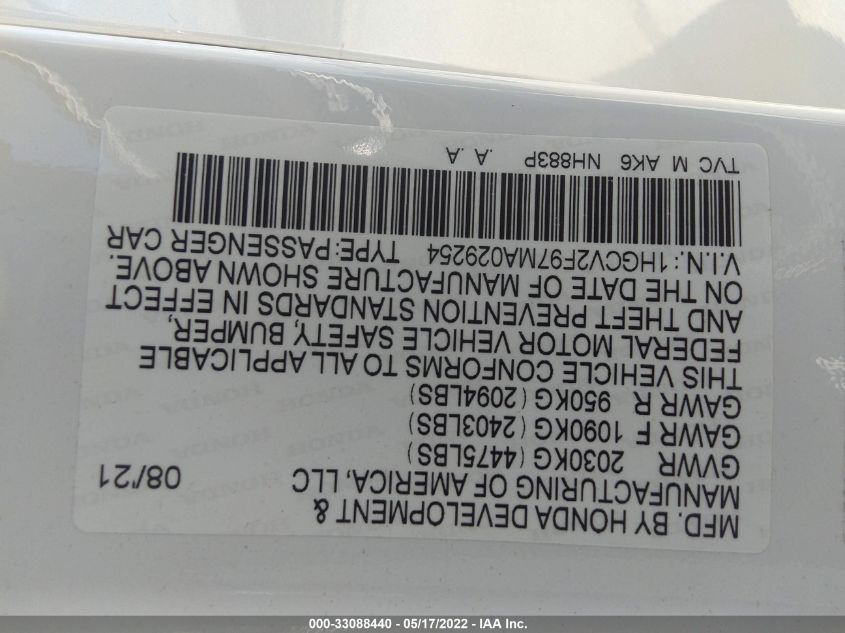 MFD. BY HONDA DEVELOPMENT &
MANUFACTURING OF AMERICA, LLC 08/21
GVWR 2030KG (4475LBS)
GAWR F 1090KG (2403LBS)
GAWR R 950KG (2094LBS)
THIS VEHICLE CONFORMS TO ALL APPLICABLE
FEDERAL MOTOR VEHICLE SAFETY, BUMPER,
AND THEFT PREVENTION STANDARDS IN EFFECT
ON THE DATE OF MANUFACTURE SHOWN ABOVE.
V.I.N.: 1HGCV2F97MA029254 TYPE: PASSENGER CAR
TVC M AK6 NH883P .A .A
000-33088440 - 05/17/2022 - IAA Inc.